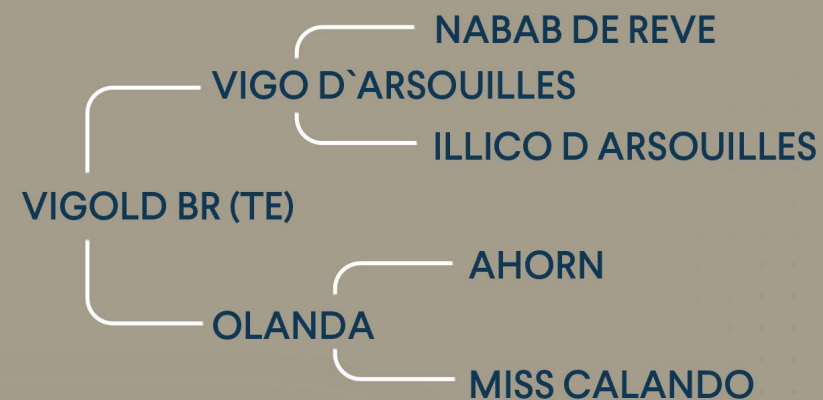 NABAB DE REVE
VIGO D`ARSOUILLES
ILLICO D ARSOUILLES
VIGOLD BR (TE)
AHORN
OLANDA
MISS CALANDO